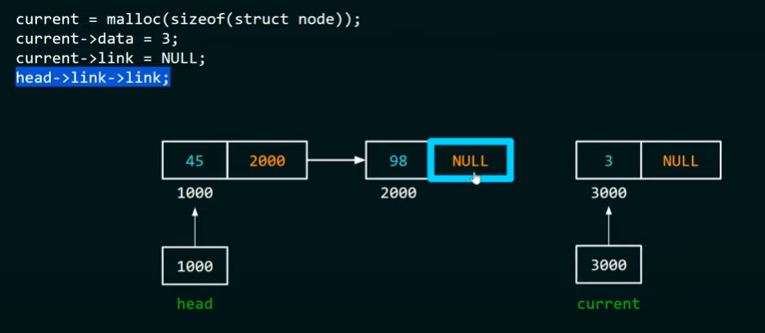 current = malloc(sizeof(struct node));
current->data = 3;
current->link = NULL;
head->link->link;
45 2000 98 NULL 3 NULL
1000 2000 3000
1000 3000
head current